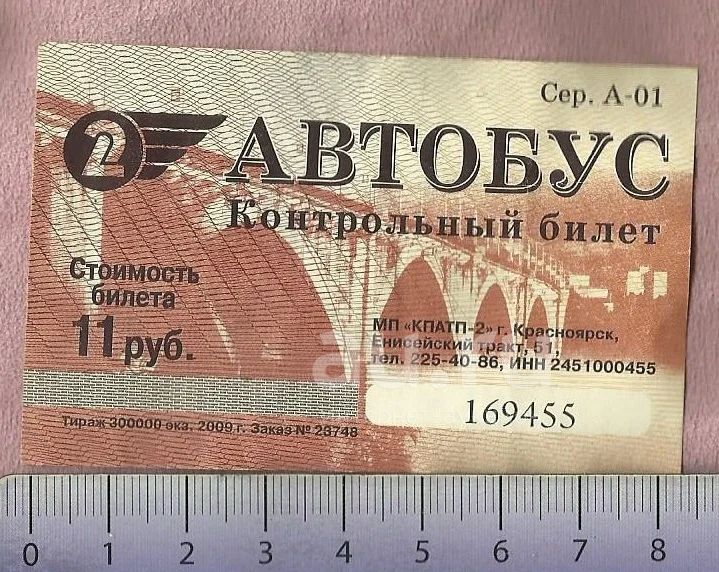 Сер. А-01
2
АВТОБУС
Контрольный билет
Стоимость
билета
11 руб.
МП «КПАТП-2» г. Красноярск,
Енисейский тракт, 51,
тел. 225-40-86, ИНН 2451000455
169455
Тираж 300000 экз. 2009 г. Заказ № 23748
0 1 2 3 4 5 6 7 8